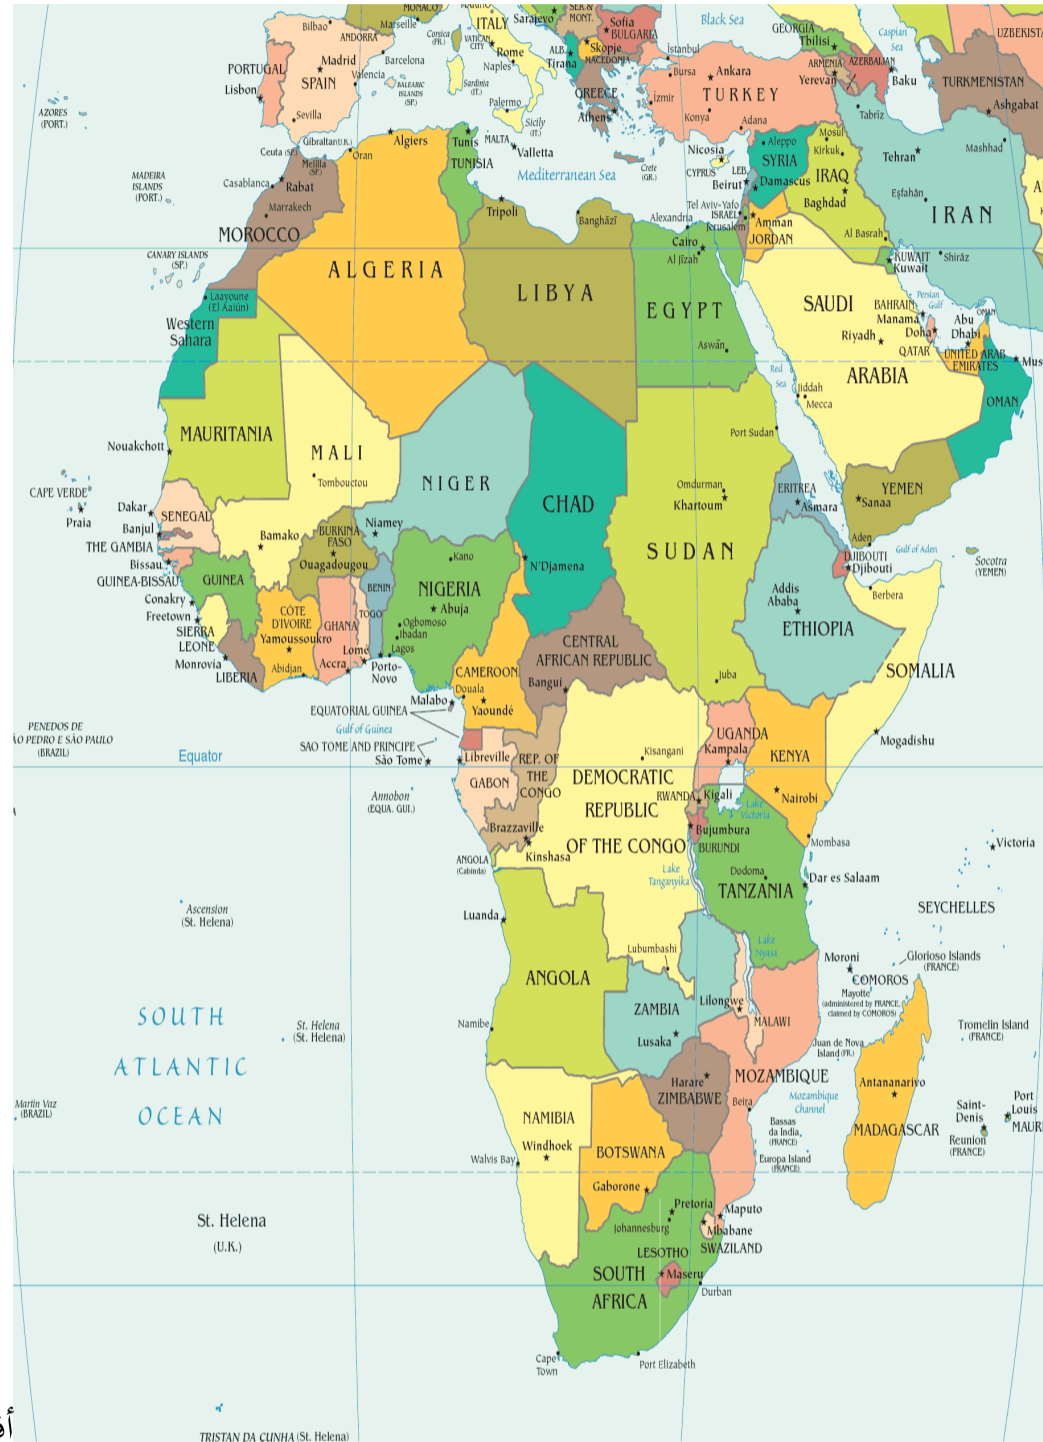 MONACO
Bilbao
Marseille
ANDORRA
Corsica
(FR.)
ITALY
VATICAN
CITY
Rome
Naples
Sarajevo
SER. &
MONT.
Sofia
BULGARIA
Skopje
MACEDONIA
ALB.
Tirana
Black Sea
Istanbul
GEORGIA
Tbilisi
ARMENIA
Yerevan
AZERBAIJAN
Baku
Caspian
Sea
UZBEKISTA
TURKMENISTAN
Ashgabat
PORTUGAL
Lisbon
Madrid
SPAIN
Barcelona
Valencia
Sevilla
BALEARIC
ISLANDS
(SP.)
Sardinia
(IT.)
Palermo
Sicily
(IT.)
GREECE
Athens
Bursa
Ankara
İzmir
TURKEY
Konya
Adana
Tabriz
AZORES
(PORT.)
Gibraltar(U.K.)
Ceuta (SP.)
Melilla
(SP.)
Oran
Algiers
Tunis
TUNISIA
MALTA
Valletta
Mediterranean Sea
Crete
(GR.)
Nicosia
CYPRUS
LEB.
Beirut
Aleppo
SYRIA
Damascus
Mosul
Kirkuk
IRAQ
Baghdad
Tehran
Mashhad
Eşfahān
IRAN
MADEIRA
ISLANDS
(PORT.)
Casablanca
Rabat
Marrakech
MOROCCO
Tripoli
Banghāzī
Alexandria
Tel Aviv-Yafo
ISRAEL
Jerusalem
Amman
JORDAN
Al Basrah
Cairo
Al Jīzah
KUWAIT
Kuwait
Shirāz
CANARY ISLANDS
(SP.)
Laayoune
(El Aaiún)
Western
Sahara
ALGERIA
LIBYA
EGYPT
Aswān
SAUDI
ARABIA
BAHRAIN
Manama
Persian
Gulf
Riyadh
Doha
QATAR
Abu
Dhabi
OMAN
UNITED ARAB
EMIRATES
Mus
OMAN
Red
Sea
Jiddah
Mecca
MAURITANIA
Nouakchott
MALI
Tombouctou
NIGER
CHAD
SUDAN
Port Sudan
Omdurman
Khartoum
ERITREA
Asmara
YEMEN
Sanaa
Aden
Gulf of Aden
Socotra
(YEMEN)
CAPE VERDE
Praia
Dakar
SENEGAL
Banjul
THE GAMBIA
Bissau
GUINEA-BISSAU
Bamako
BURKINA
FASO
Ouagadougou
Niamey
Kano
N'Djamena
DJIBOUTI
Djibouti
Berbera
GUINEA
Conakry
Freetown
SIERRA
LEONE
Monrovia
LIBERIA
CÔTE
D'IVOIRE
Yamoussoukro
Abidjan
GHANA
Accra
TOGO
Lomé
BENIN
Porto-
Novo
NIGERIA
Abuja
Ogbomoso
Ibadan
Lagos
Addis
Ababa
ETHIOPIA
SOMALIA
CENTRAL
AFRICAN REPUBLIC
Bangui
CAMEROON
Douala
Yaoundé
Malabo
EQUATORIAL GUINEA
Gulf of Guinea
SAO TOME AND PRINCIPE
São Tome
Juba
Mogadishu
PENEDOS DE
ÃO PEDRO E SÃO PAULO
(BRAZIL)
Equator
Libreville
GABON
REP. OF
THE
CONGO
Brazzaville
Kinshasa
DEMOCRATIC
REPUBLIC
OF THE CONGO
Kisangani
UGANDA
Kampala
KENYA
Nairobi
RWANDA
Kigali
Bujumbura
BURUNDI
Lake
Victoria
Annobon
(EQUA. GUI.)
ANGOLA
(Cabinda)
Lake
Tanganyika
Dodoma
TANZANIA
Mombasa
Dar es Salaam
Victoria
SEYCHELLES
Ascension
(St. Helena)
Luanda
ANGOLA
Lubumbashi
Lake
Nyasa
Moroni
COMOROS
Mayotte
(administered by FRANCE,
claimed by COMOROS)
Glorioso Islands
(FRANCE)
SOUTH
ATLANTIC
OCEAN
St. Helena
(St. Helena)
Namibe
ZAMBIA
Lusaka
Lilongwe
MALAWI
Juan de Nova
Island (FR.)
Tromelin Island
(FRANCE)
Martin Vaz
(BRAZIL)
NAMIBIA
Windhoek
Walvis Bay
Harare
ZIMBABWE
MOZAMBIQUE
Beira
Mozambique
Channel
Antananarivo
MADAGASCAR
Saint-
Denis
Reunion
(FRANCE)
Port
Louis
MAURI
BOTSWANA
Gaborone
Bassas
da India
(FRANCE)
Europa Island
(FRANCE)
St. Helena
(U.K.)
Pretoria
Johannesburg
Maputo
Mbabane
SWAZILAND
LESOTHO
Maseru
SOUTH
AFRICA
Durban
Cape
Town
Port Elizabeth
TRISTAN DA CUNHA (St. Helena)